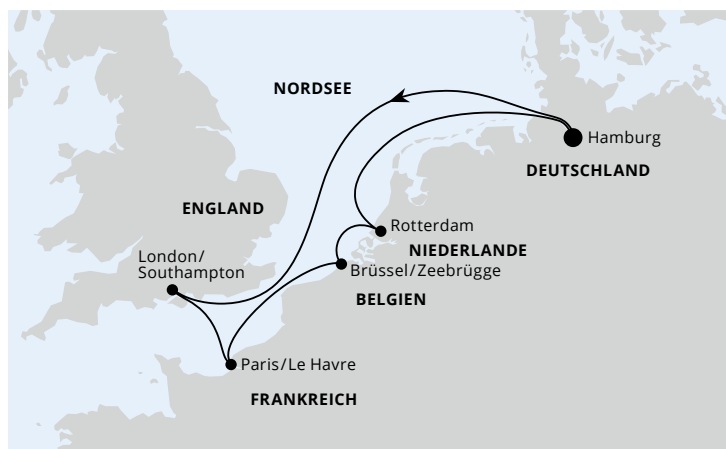 NORDSEE
Hamburg
DEUTSCHLAND
ENGLAND
Rotterdam
NIEDERLANDE
London/
Southampton
Brüssel/Zeebrügge
BELGIEN
Paris/Le Havre
FRANKREICH